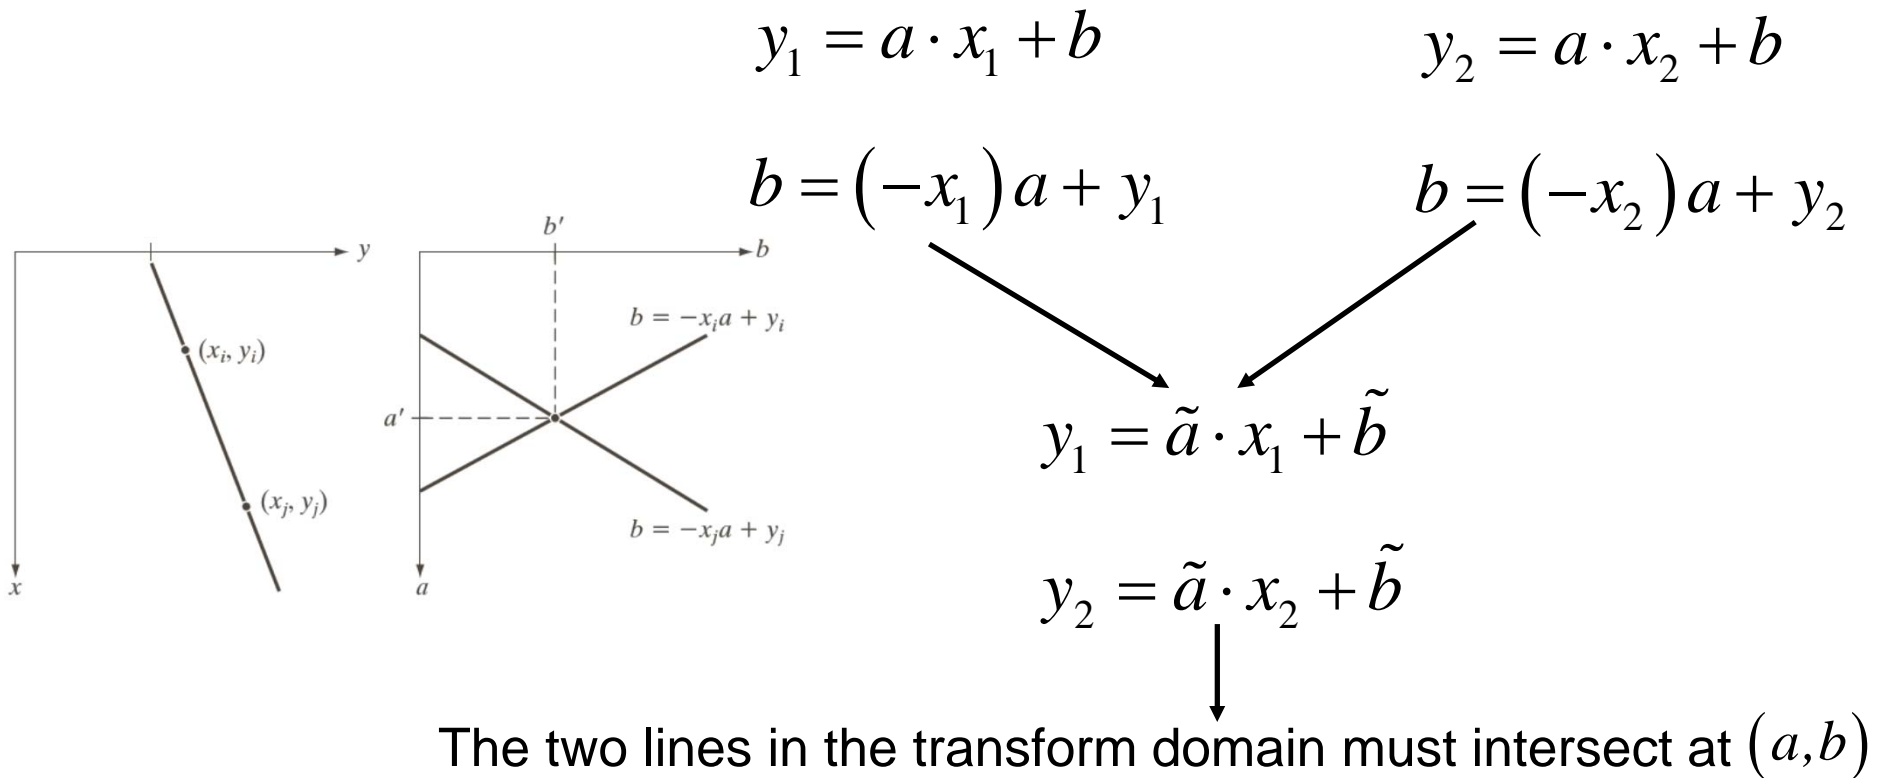 y₁ = a · x₁ + b
y₂ = a · x₂ + b
b = (−x₁) a + y₁
b = (−x₂) a + y₂
y
x
(xᵢ, yᵢ)
(xⱼ, yⱼ)
b′
b
b = −xᵢa + yᵢ
a′
b = −xⱼa + yⱼ
a
y₁ = ã · x₁ + b̃
y₂ = ã · x₂ + b̃
The two lines in the transform domain must intersect at (a,b)